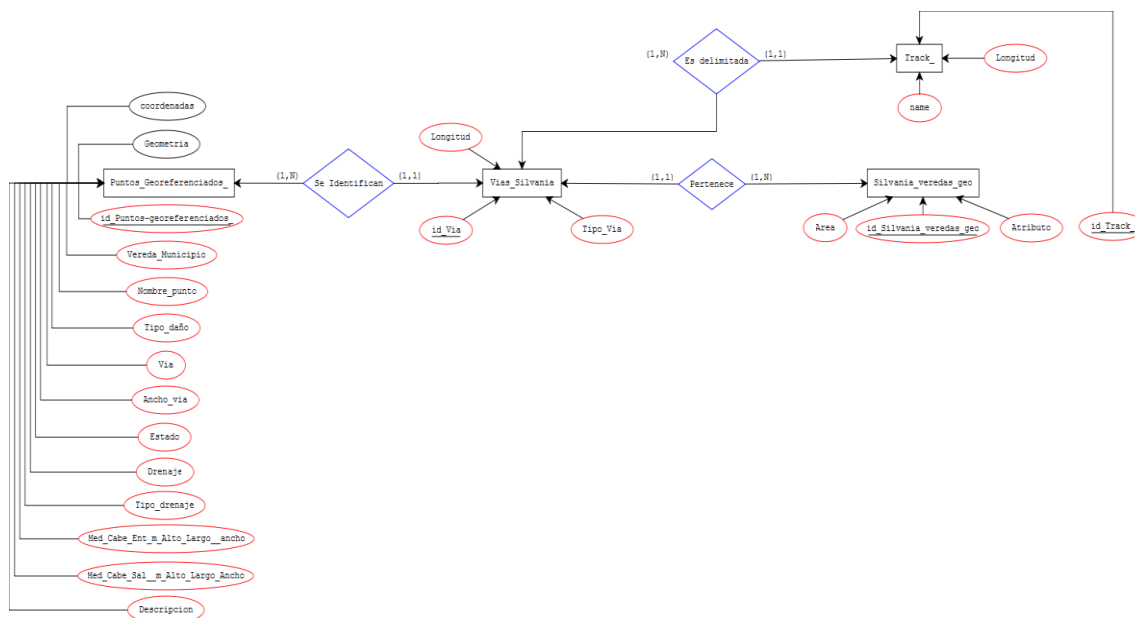 (1,N)
Es delimitada
(1,1)
Track_
Longitud
name
coordenadas
Geometria
Longitud
Puntos_Georeferenciados_
(1,N)
Se Identifican
(1,1)
Vias_Silvania
(1,1)
Pertenece
(1,N)
Silvania_veredas_geo
id_Puntos-georeferenciados_
id_Via
Tipo_Via
Area
id_Silvania_veredas_geo
Atributo
id_Track_
Vereda_Municipio
Nombre_punto
Tipo_daño
Via
Ancho_via
Estado
Drenaje
Tipo_drenaje
Med_Cabe_Ent_m_Alto_Largo__ancho
Med_Cabe_Sal__m_Alto_Largo_Ancho
Descripcion